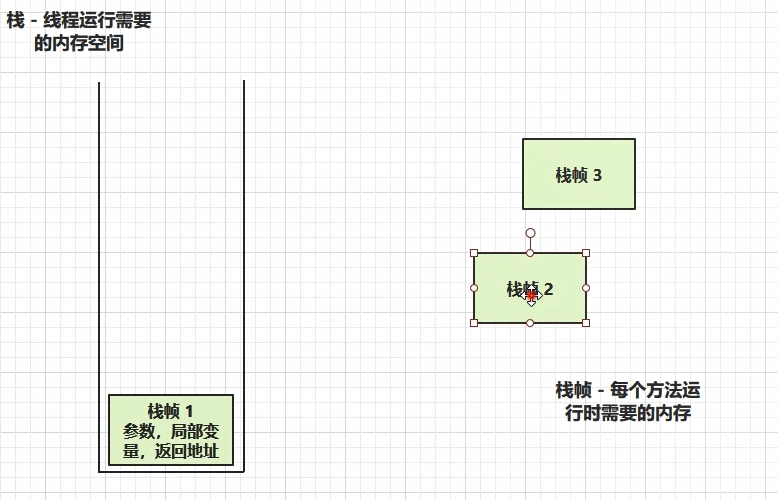 栈 - 线程运行需要
的内存空间
栈帧 3
栈帧 2
栈帧 - 每个方法运
行时需要的内存
栈帧 1
参数，局部变
量，返回地址